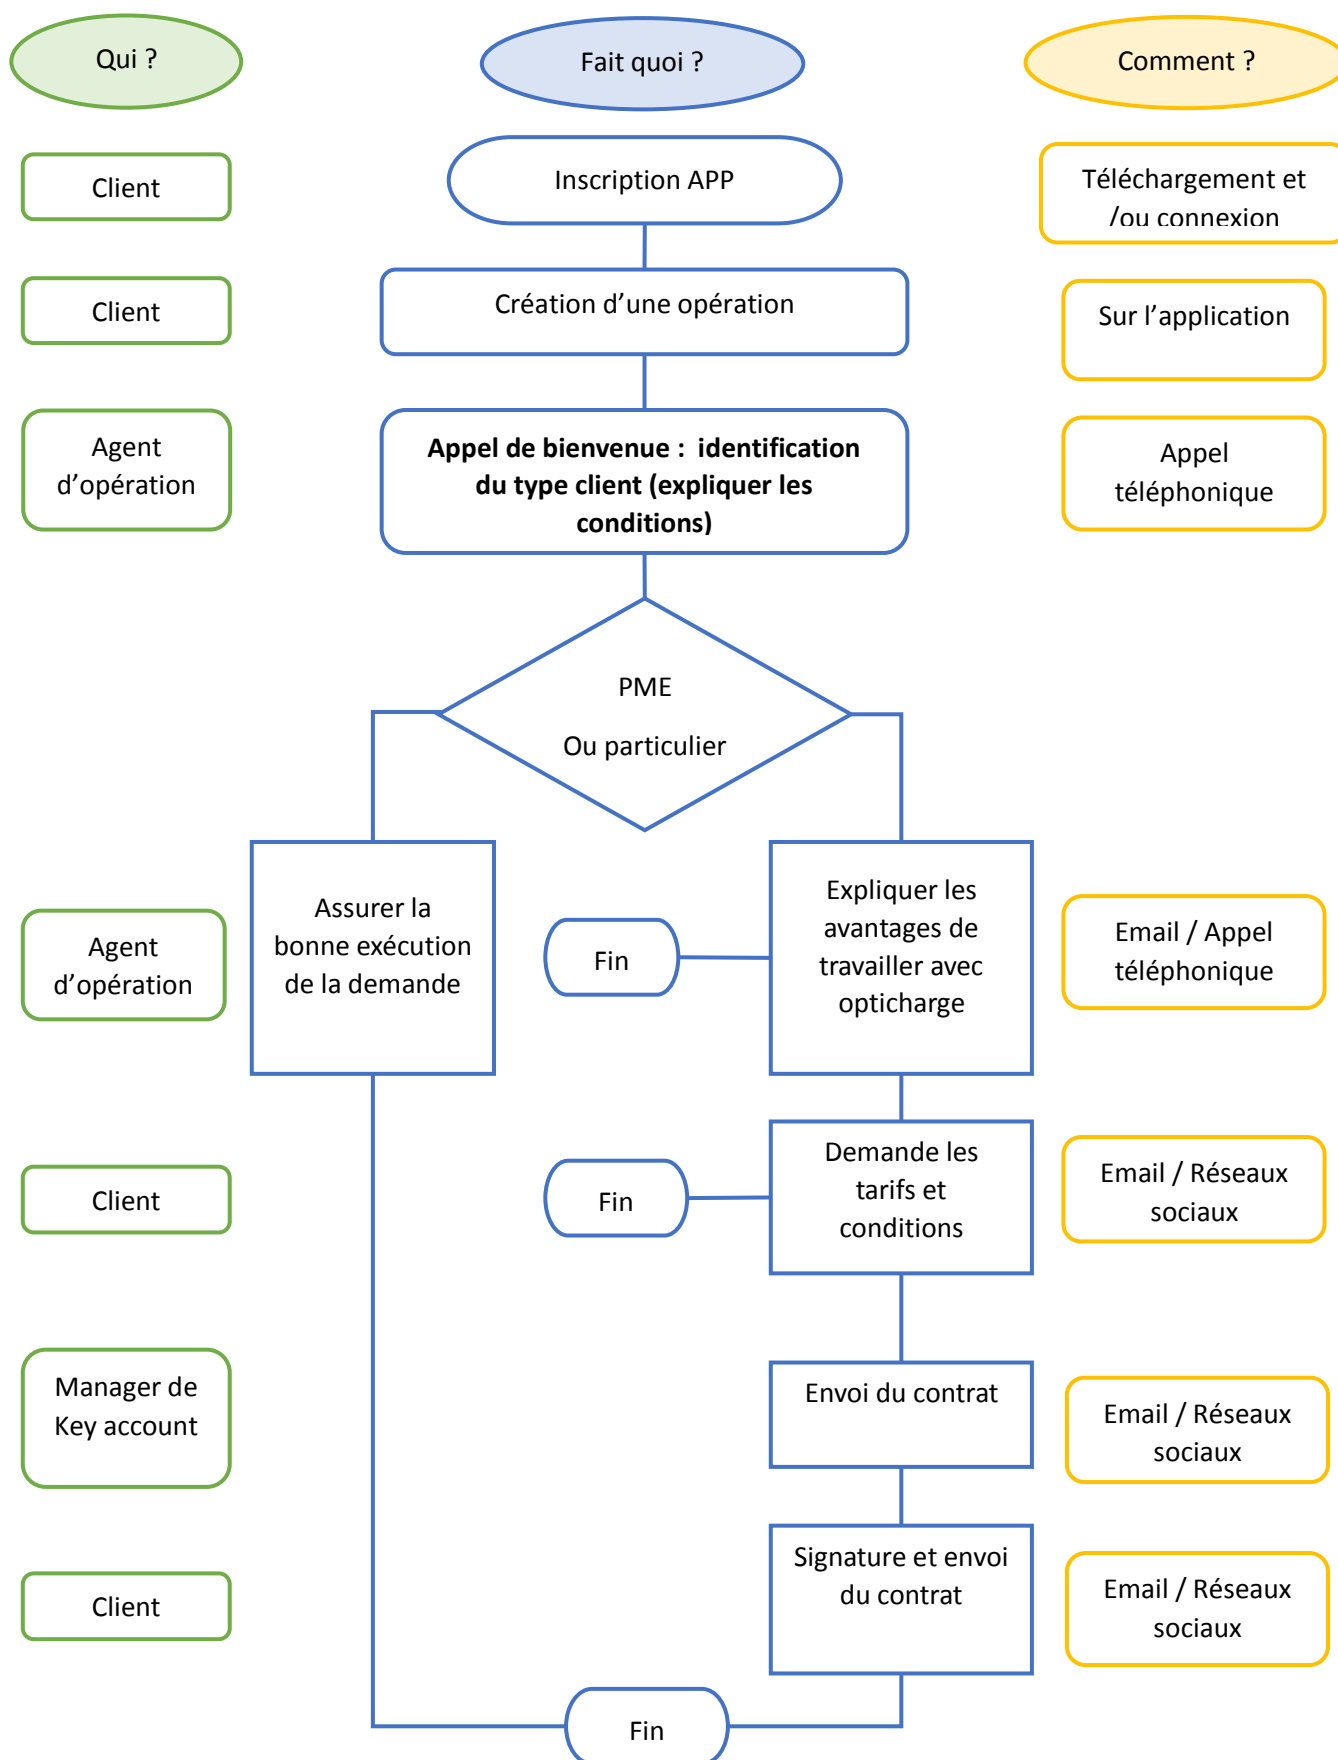 Qui ?
Fait quoi ?
Comment ?
Client
Inscription APP
Téléchargement et
/ou connexion
Client
Création d’une opération
Sur l’application
Agent
d’opération
Appel de bienvenue :  identification
du type client (expliquer les
conditions)
Appel
téléphonique
PME
Ou particulier
Agent
d’opération
Assurer la
bonne exécution
de la demande
Fin
Expliquer les
avantages de
travailler avec
opticharge
Email / Appel
téléphonique
Client
Fin
Demande les
tarifs et
conditions
Email / Réseaux
sociaux
Manager de
Key account
Envoi du contrat
Email / Réseaux
sociaux
Client
Signature et envoi
du contrat
Email / Réseaux
sociaux
Fin